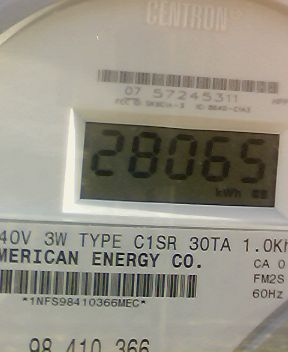 CENTRON®
07 57245311
28065
kWh
40V 3W TYPE C1SR 30TA 1.0Kh
MERICAN ENERGY CO.
CA 0
FM2S
60Hz
*1NFS98410366MEC*
98 410 366